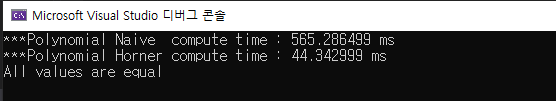 Microsoft Visual Studio 디버그 콘솔
***Polynomial Naive  compute time : 565.286499 ms
***Polynomial Horner compute time : 44.342999 ms
All values are equal